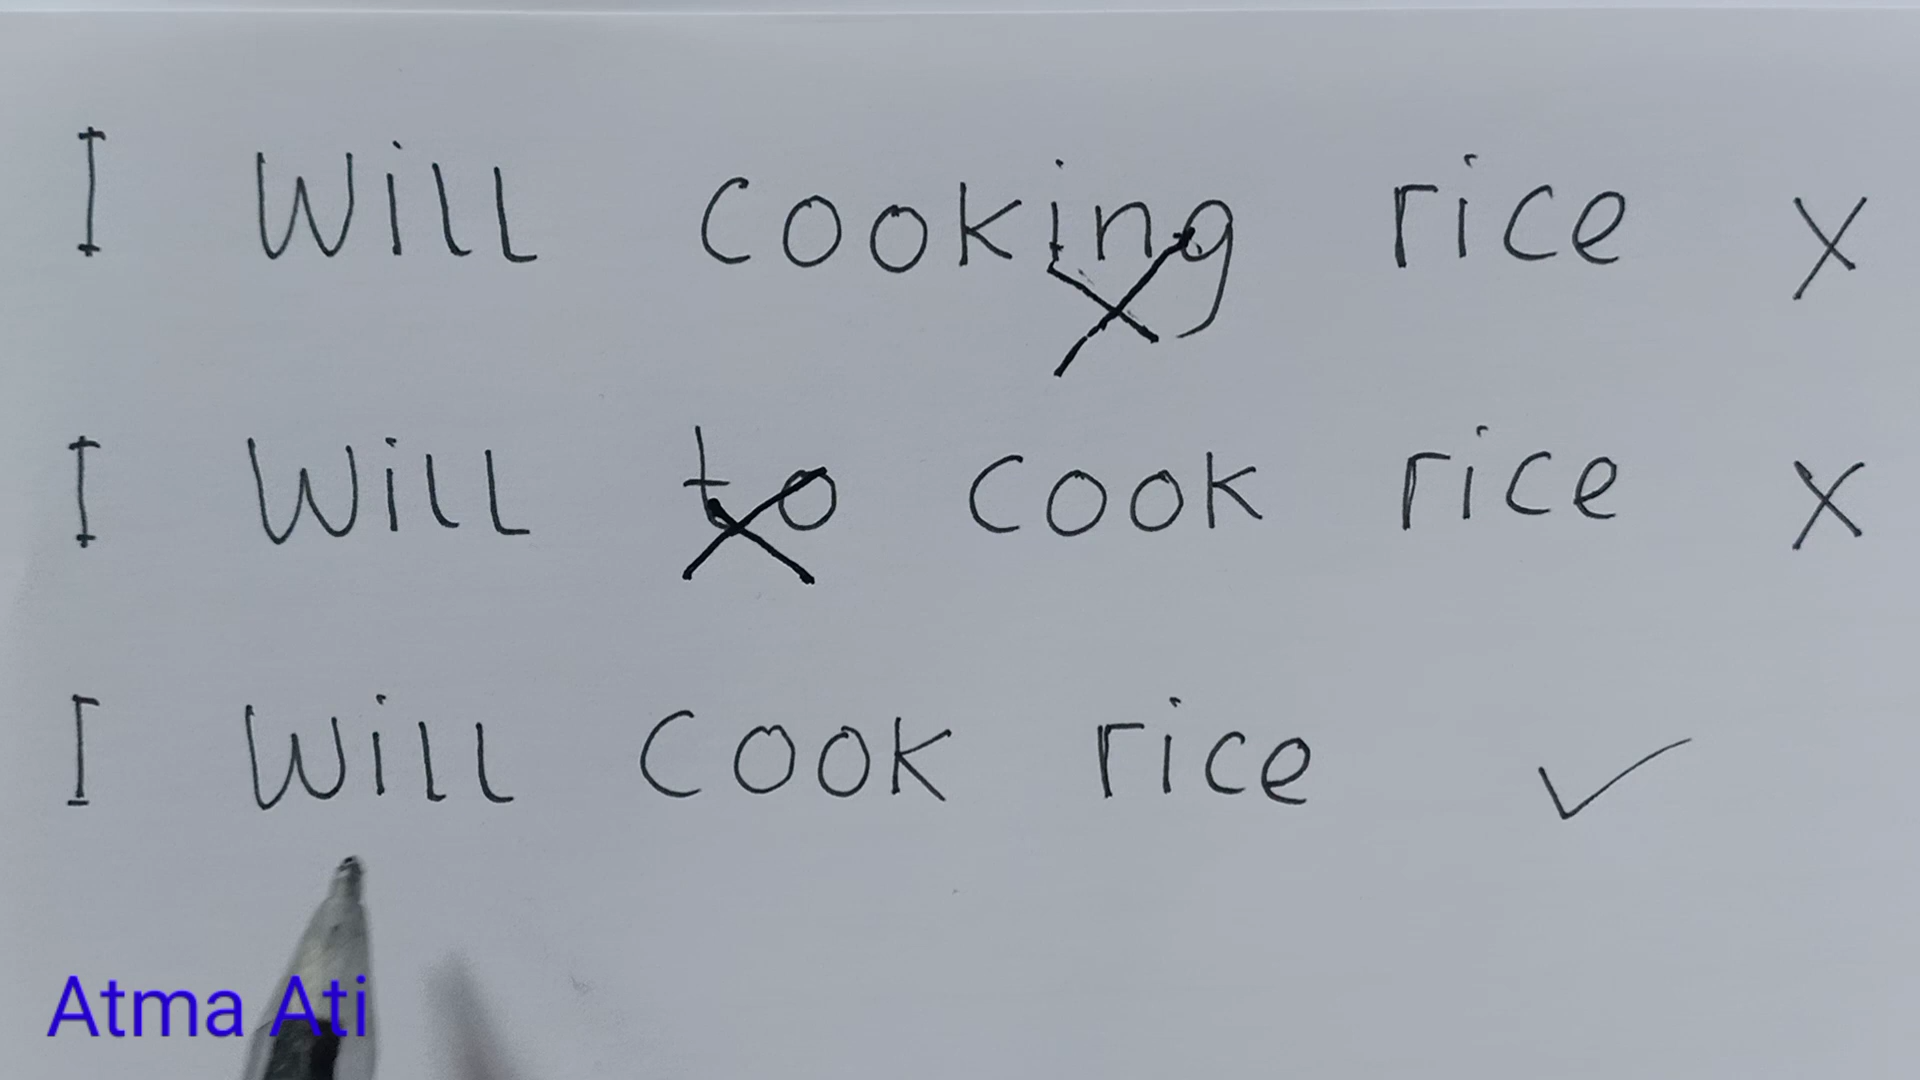 I will cooking rice x
I will to cook rice x
I will cook rice ✓
Atma Ati